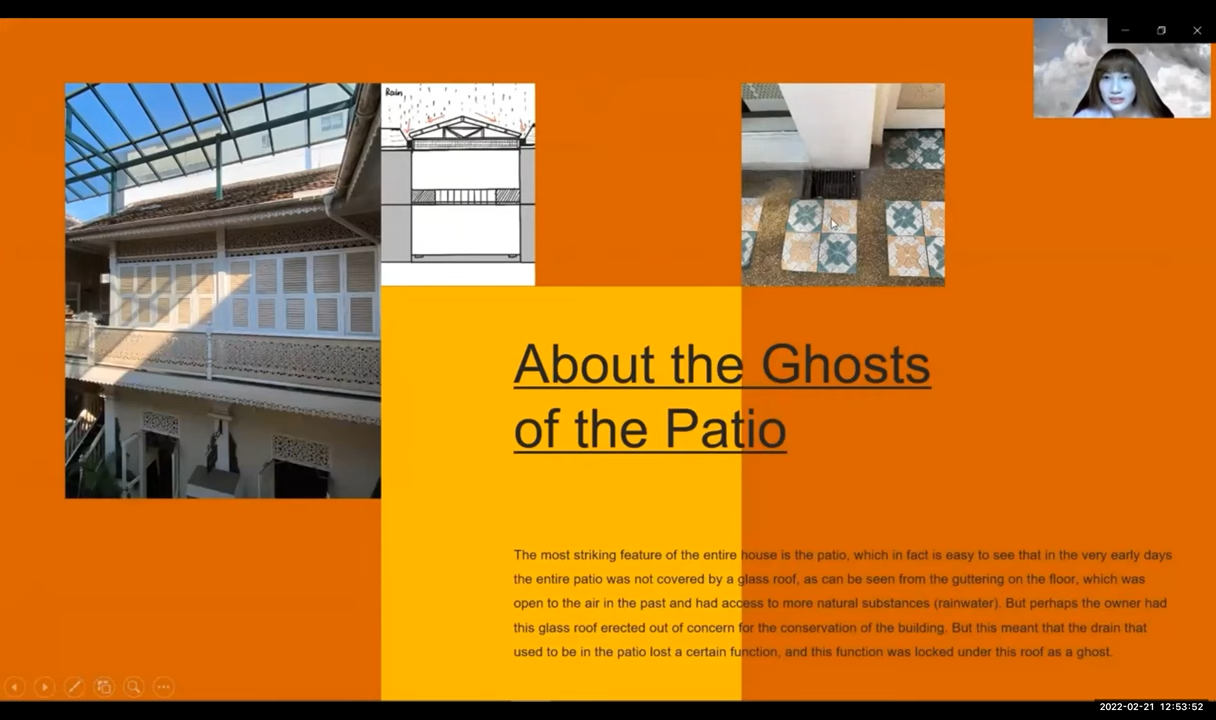 Rain
About the Ghosts
of the Patio
The most striking feature of the entire house is the patio, which in fact is easy to see that in the very early days
the entire patio was not covered by a glass roof, as can be seen from the guttering on the floor, which was
open to the air in the past and had access to more natural substances (rainwater). But perhaps the owner had
this glass roof erected out of concern for the conservation of the building. But this meant that the drain that
used to be in the patio lost a certain function, and this function was locked under this roof as a ghost.
2022-02-21 12:53:52